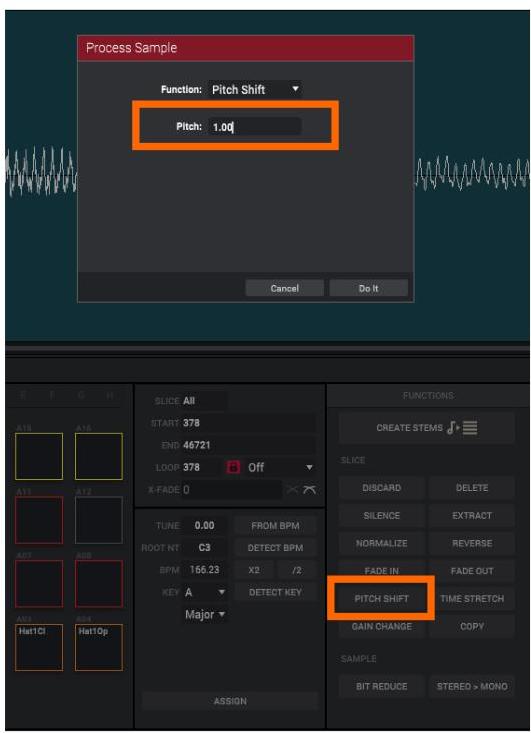 Process Sample
Function: Pitch Shift
Pitch: 1.00
Cancel Do It
E F G H
SLICE All
START 378
END 46721
LOOP 378 Off
X-FADE 0
TUNE 0.00 FROM BPM
ROOT NT C3 DETECT BPM
BPM 166.23 X2 /2
KEY A DETECT KEY
Major
ASSIGN
A15 A16
A11 A12
A07 A08
A03 A04
Hat1Cl Hat1Op
FUNCTIONS
CREATE STEMS
SLICE
DISCARD DELETE
SILENCE EXTRACT
NORMALIZE REVERSE
FADE IN FADE OUT
PITCH SHIFT TIME STRETCH
GAIN CHANGE COPY
SAMPLE
BIT REDUCE STEREO > MONO